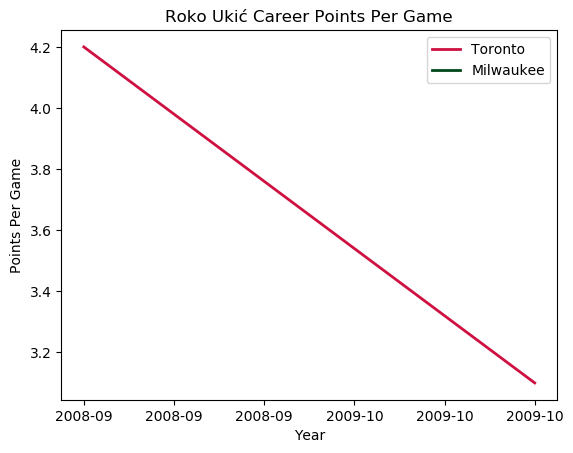 Roko Ukić Career Points Per Game
Toronto
Milwaukee
Points Per Game
4.2
4.0
3.8
3.6
3.4
3.2
2008-09 2008-09 2008-09 2009-10 2009-10 2009-10
Year